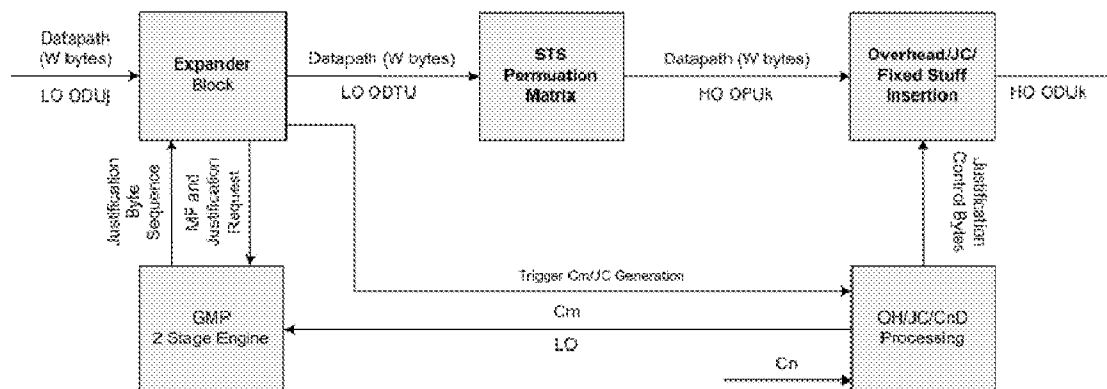 Datapath
(W bytes)
LO ODUj
Expander
Block
Datapath (W bytes)
LO ODTU
STS
Permuation
Matrix
Datapath (W bytes)
HO OPUk
Overhead/JC/
Fixed Stuff
Insertion
HO ODUk
Justification
Byte
Sequence
MF and
Justification
Request
Justification
Control Bytes
Trigger Cm/JC Generation
GMP
2 Stage Engine
Cm
LO
OH/JC/CnD
Processing
Cn